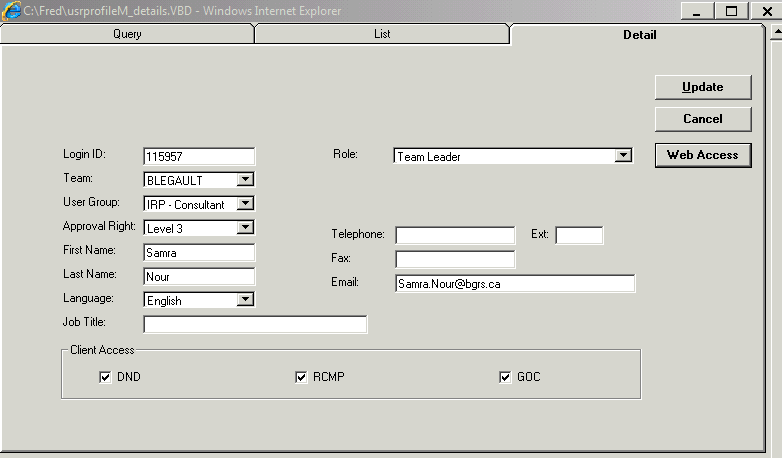 C:\Fred\usrprofileM_details.VBD - Windows Internet Explorer
Query List Detail
Update
Cancel
Login ID: 115957 Role: Team Leader Web Access
Team: BLEGAULT
User Group: IRP - Consultant
Approval Right: Level 3 Telephone: Ext:
First Name: Samra Fax:
Last Name: Nour Email: Samra.Nour@bgrs.ca
Language: English
Job Title:
Client Access
DND RCMP GOC